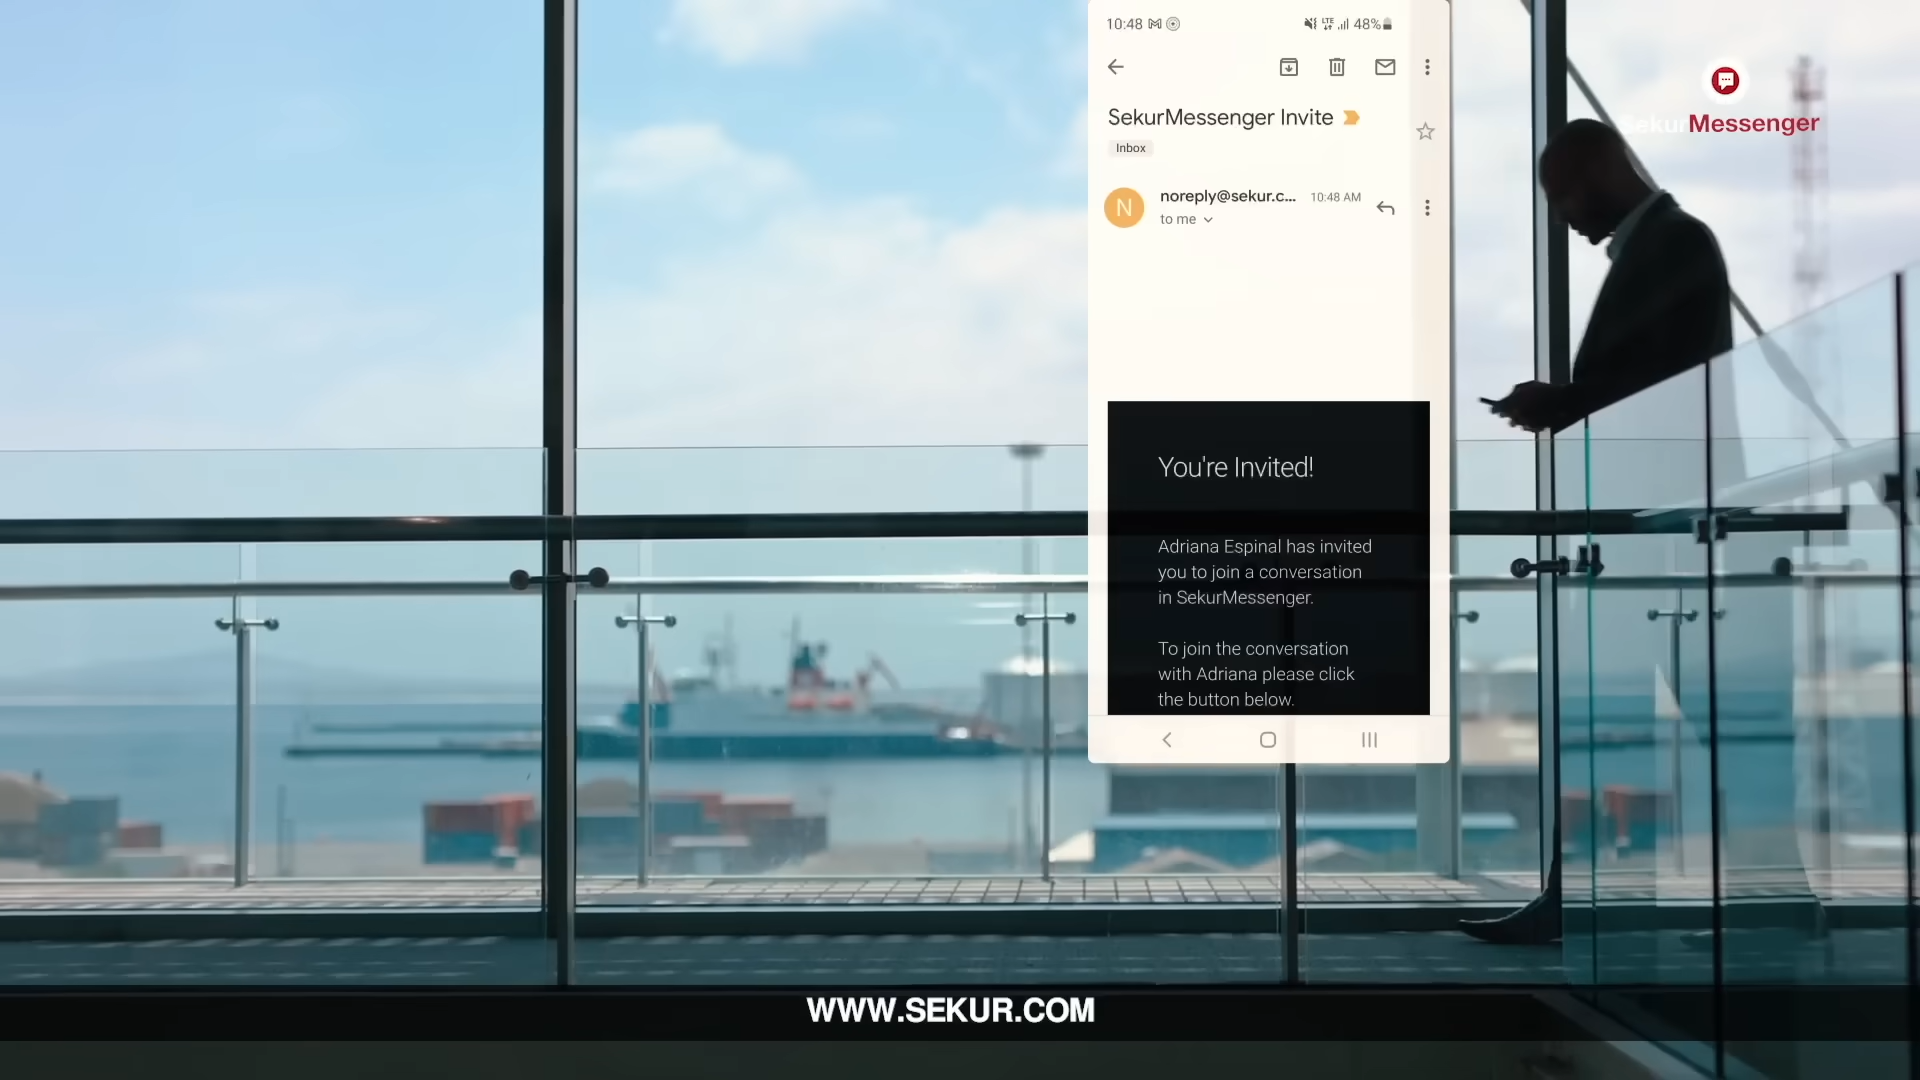 10:48
LTE
48%
SekurMessenger Invite
Inbox
N
noreply@sekur.c...
10:48 AM
to me
You're Invited!
Adriana Espinal has invited
you to join a conversation
in SekurMessenger.
To join the conversation
with Adriana please click
the button below.
SekurMessenger
WWW.SEKUR.COM